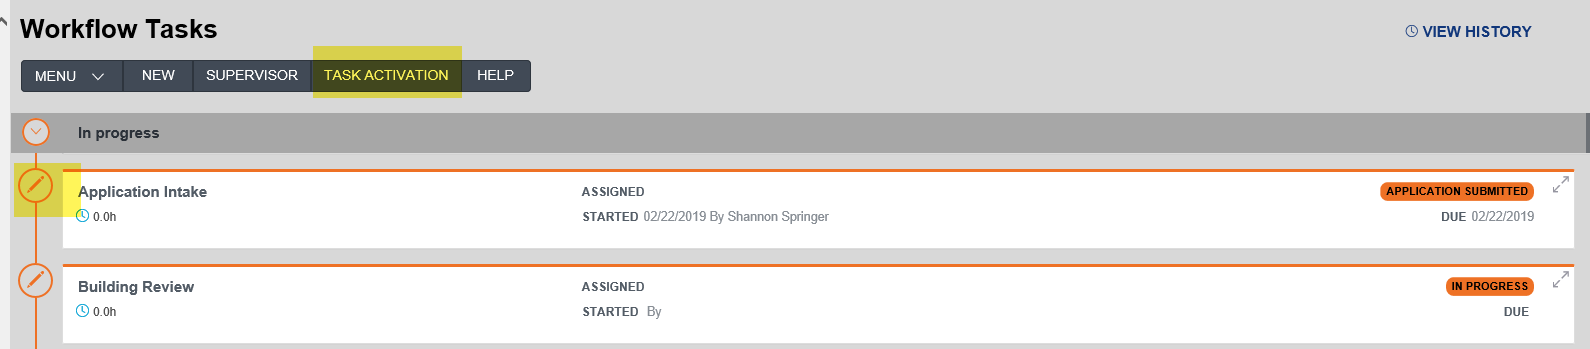 Workflow Tasks
VIEW HISTORY
MENU NEW SUPERVISOR TASK ACTIVATION HELP
In progress
Application Intake ASSIGNED APPLICATION SUBMITTED
0.0h STARTED 02/22/2019 By Shannon Springer DUE 02/22/2019
Building Review ASSIGNED IN PROGRESS
0.0h STARTED By DUE